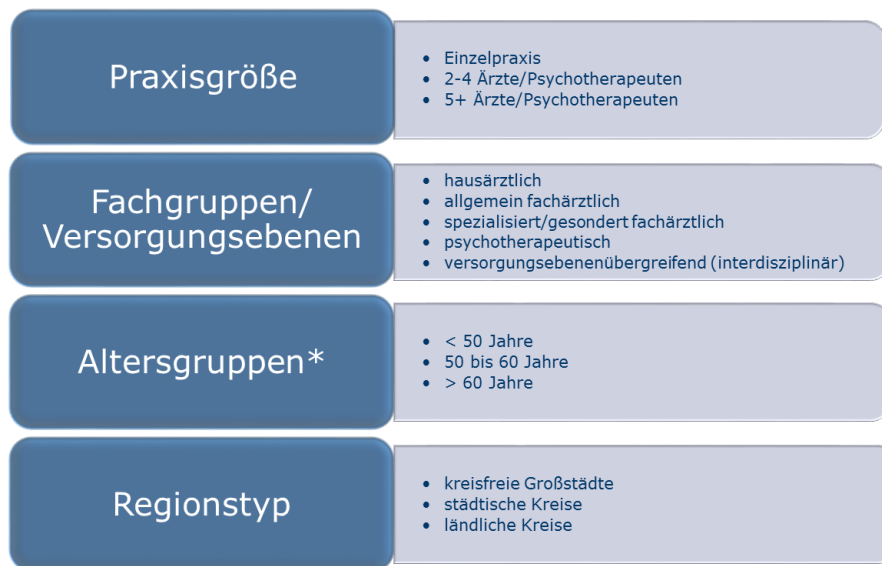 Praxisgröße
• Einzelpraxis
• 2-4 Ärzte/Psychotherapeuten
• 5+ Ärzte/Psychotherapeuten
Fachgruppen/
Versorgungsebenen
• hausärztlich
• allgemein fachärztlich
• spezialisiert/gesondert fachärztlich
• psychotherapeutisch
• versorgungsebenenübergreifend (interdisziplinär)
Altersgruppen*
• < 50 Jahre
• 50 bis 60 Jahre
• > 60 Jahre
Regionstyp
• kreisfreie Großstädte
• städtische Kreise
• ländliche Kreise